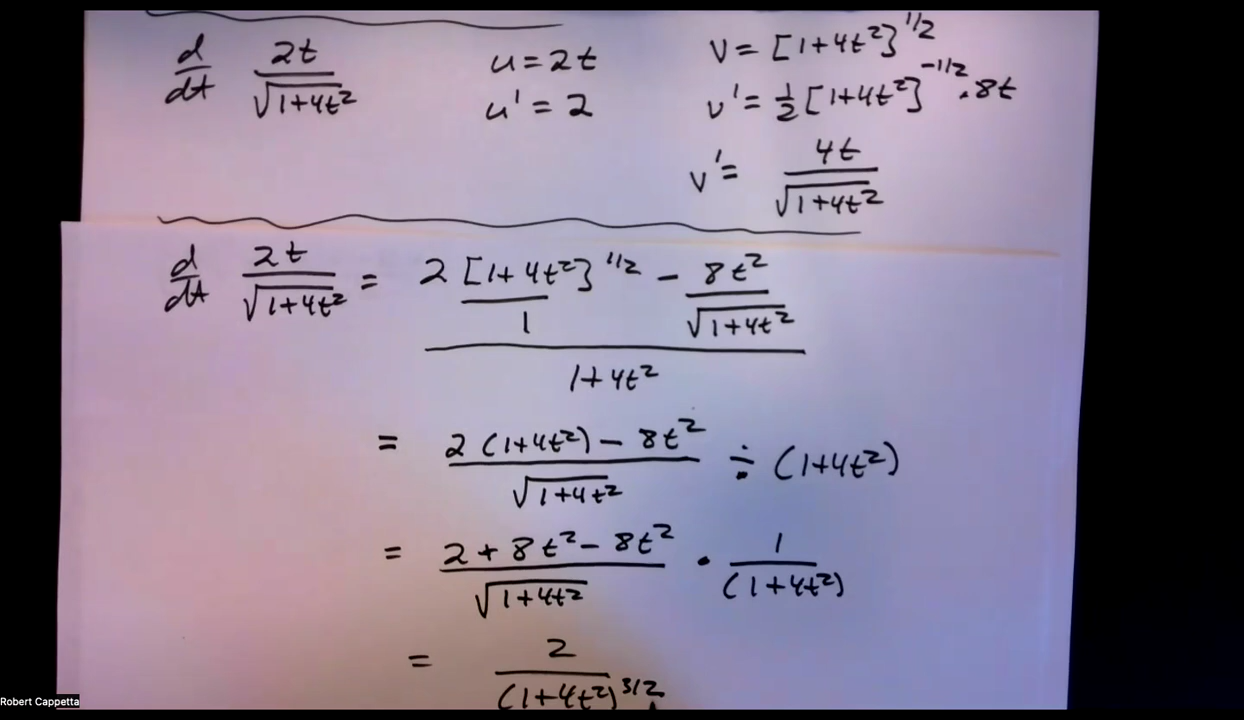 d/dt 2t/√(1+4t²)    u = 2t    v = [1+4t²]^1/2
u' = 2    v' = 1/2 [1+4t²]^-1/2 · 8t
v' = 4t/√(1+4t²)
d/dt 2t/√(1+4t²) = (2[1+4t²]^1/2 / 1 − 8t²/√(1+4t²)) / (1+4t²)
= (2(1+4t²) − 8t²)/√(1+4t²) ÷ (1+4t²)
= (2 + 8t² − 8t²)/√(1+4t²) · 1/(1+4t²)
= 2/(1+4t²)^3/2
Robert Cappetta